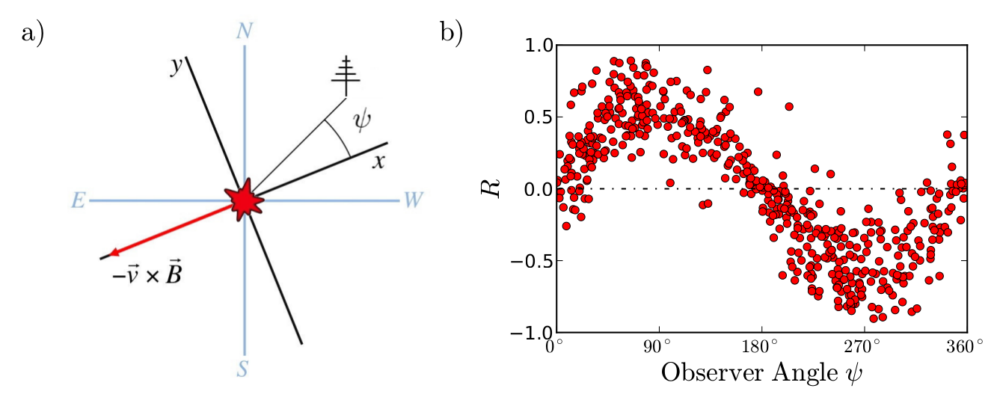 a)
N
y
ψ
x
E
W
−v⃗ × B⃗
S
b)
1.0
0.5
0.0
−0.5
−1.0
R
0° 90° 180° 270° 360°
Observer Angle ψ